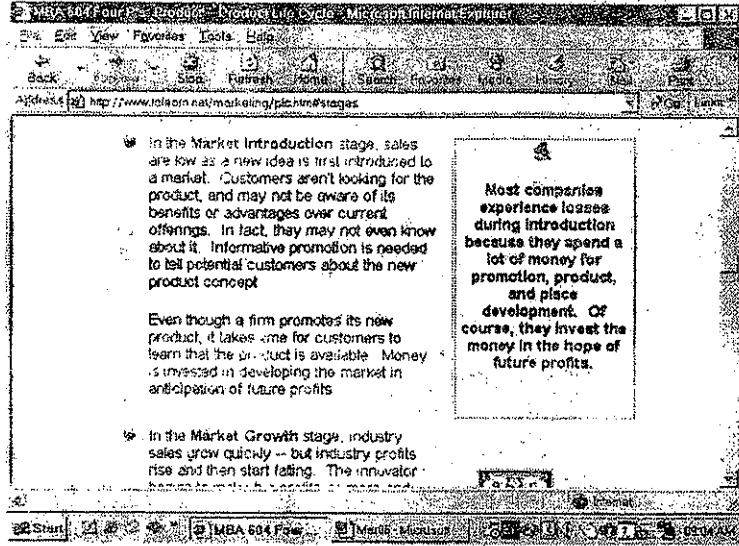 MBA 604 Four P's Product - Product Life Cycle - Microsoft Internet Explorer
File Edit View Favorites Tools Help
Back Stop Refresh Home Search Favorites Media History Mail Print
Address http://www.tolearn.net/marketing/plc.htm#stages Go Links
In the Market Introduction stage, sales
are low as a new idea is first introduced to
a market. Customers aren't looking for the
product, and may not be aware of its
benefits or advantages over current
offerings. In fact, they may not even know
about it. Informative promotion is needed
to tell potential customers about the new
product concept
Even though a firm promotes its new
product, it takes time for customers to
learn that the product is available. Money
is invested in developing the market in
anticipation of future profits
In the Market Growth stage, industry
sales grow quickly -- but industry profits
rise and then start falling. The innovator
Most companies
experience losses
during introduction
because they spend a
lot of money for
promotion, product,
and place
development. Of
course, they invest the
money in the hope of
future profits.
Internet
Start MBA 604 Four 9:04 AM